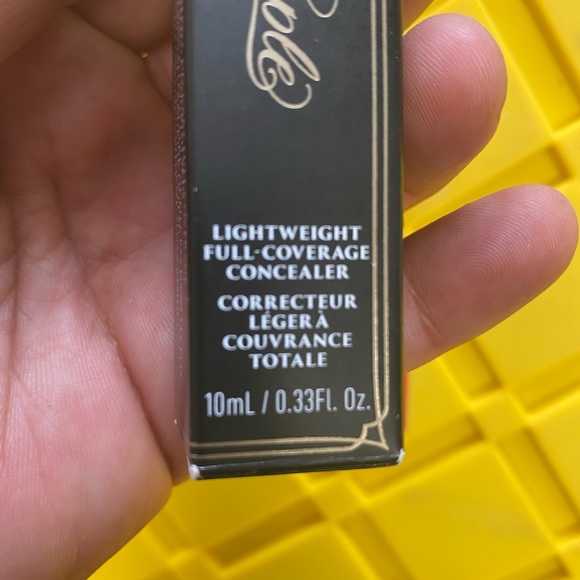 LIGHTWEIGHT
FULL-COVERAGE
CONCEALER
CORRECTEUR
LÉGER À
COUVRANCE
TOTALE
10mL / 0.33Fl. Oz.